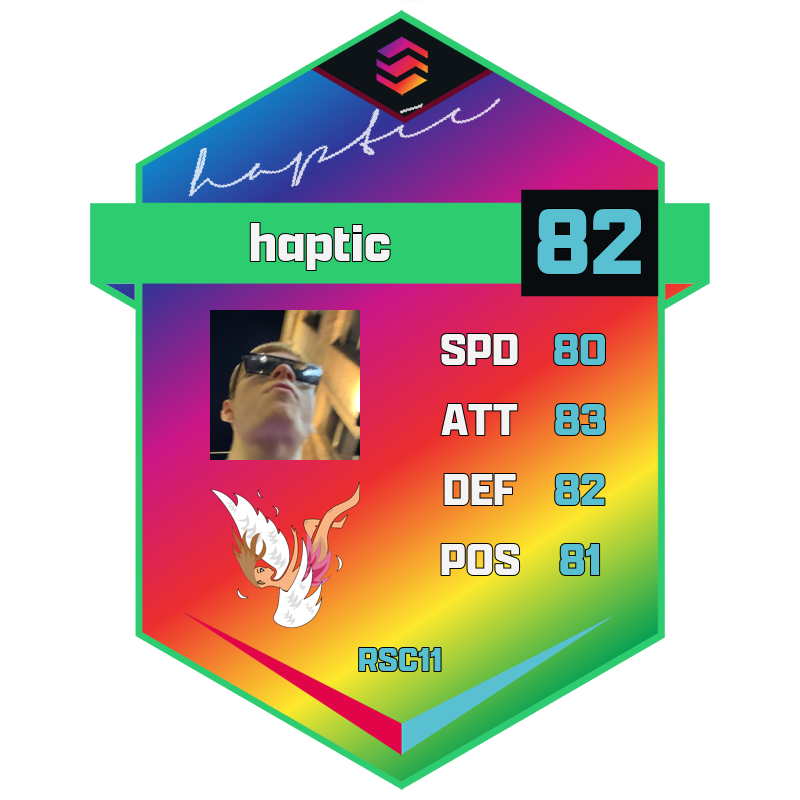 haptic
haptic 82
SPD 80
ATT 83
DEF 82
POS 81
RSC11